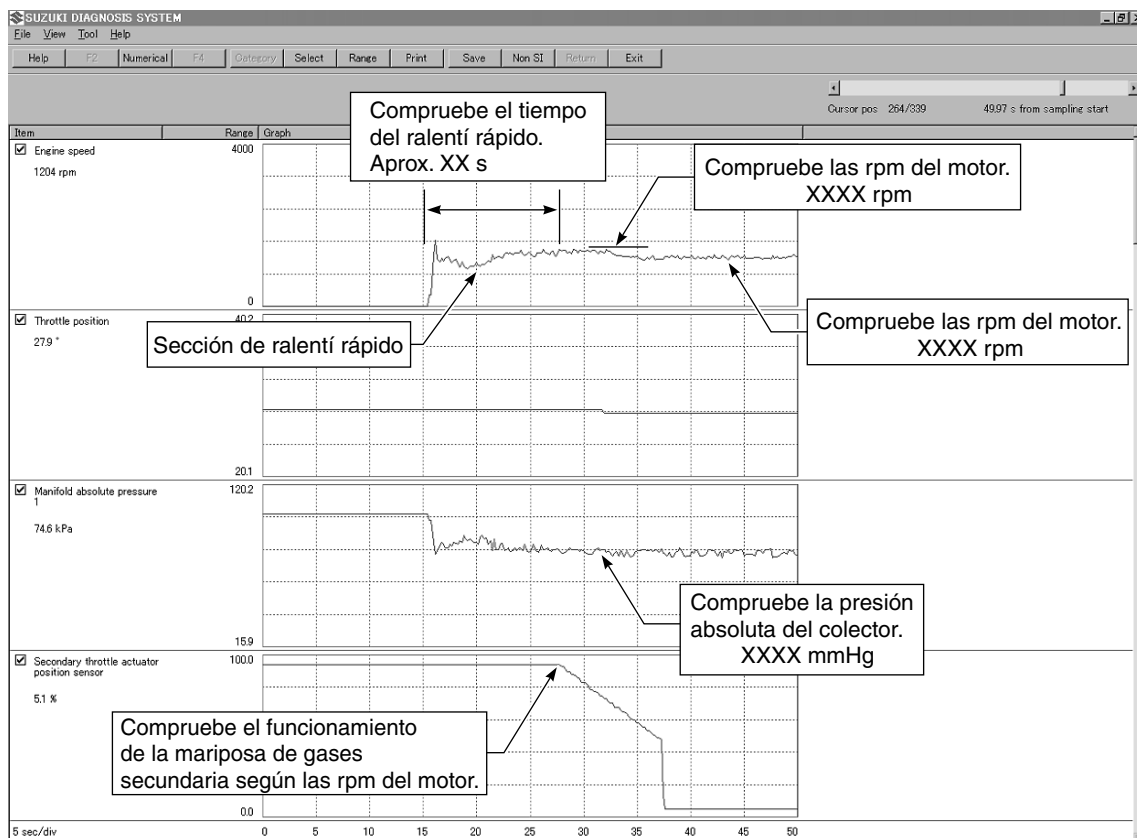 SUZUKI DIAGNOSIS SYSTEM
File View Tool Help
Help F2 Numerical F4 Category Select Range Print Save Non SI Return Exit
Cursor pos 264/339 49.97 s from sampling start
Item Range Graph
Engine speed
1204 rpm
4000
0
Compruebe el tiempo
del ralentí rápido.
Aprox. XX s
Compruebe las rpm del motor.
XXXX rpm
Sección de ralentí rápido
Compruebe las rpm del motor.
XXXX rpm
Throttle position
27.9 °
40.2
20.1
Manifold absolute pressure
1
74.6 kPa
120.2
15.9
Compruebe la presión
absoluta del colector.
XXXX mmHg
Secondary throttle actuator
position sensor
5.1 %
100.0
0.0
Compruebe el funcionamiento
de la mariposa de gases
secundaria según las rpm del motor.
5 sec/div 0 5 10 15 20 25 30 35 40 45 50